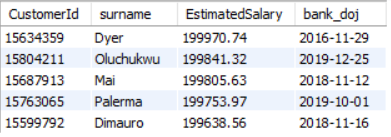 CustomerId surname EstimatedSalary bank_doj
15634359 Dyer 199970.74 2016-11-29
15804211 Oluchukwu 199841.32 2019-12-25
15687913 Mai 199805.63 2018-11-12
15763065 Palerma 199753.97 2019-10-01
15599792 Dimauro 199638.56 2018-11-16